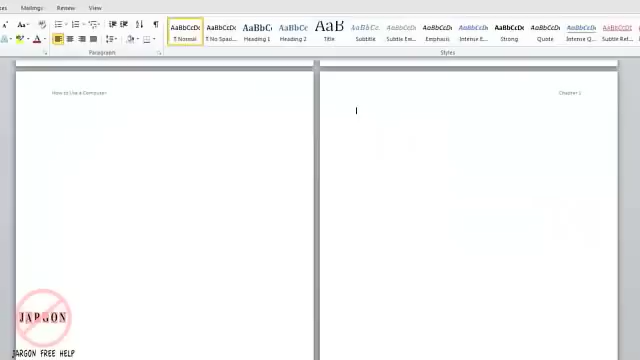 Mailings Review View
AaBbCcDc AaBbCcDc AaBbC AaBbCc AaB AaBbCc. AaBbCcDc AaBbCcDc AaBbCcDc AaBbCcDc AaBbCcDc AaBbCcDc AaBbCcDc
¶ Normal ¶ No Spaci... Heading 1 Heading 2 Title Subtitle Subtle Em... Emphasis Intense E... Strong Quote Intense Q... Subtle Ref...
Paragraph Styles
How to Use a Computer
Chapter 1
JARGON
JARGON FREE HELP